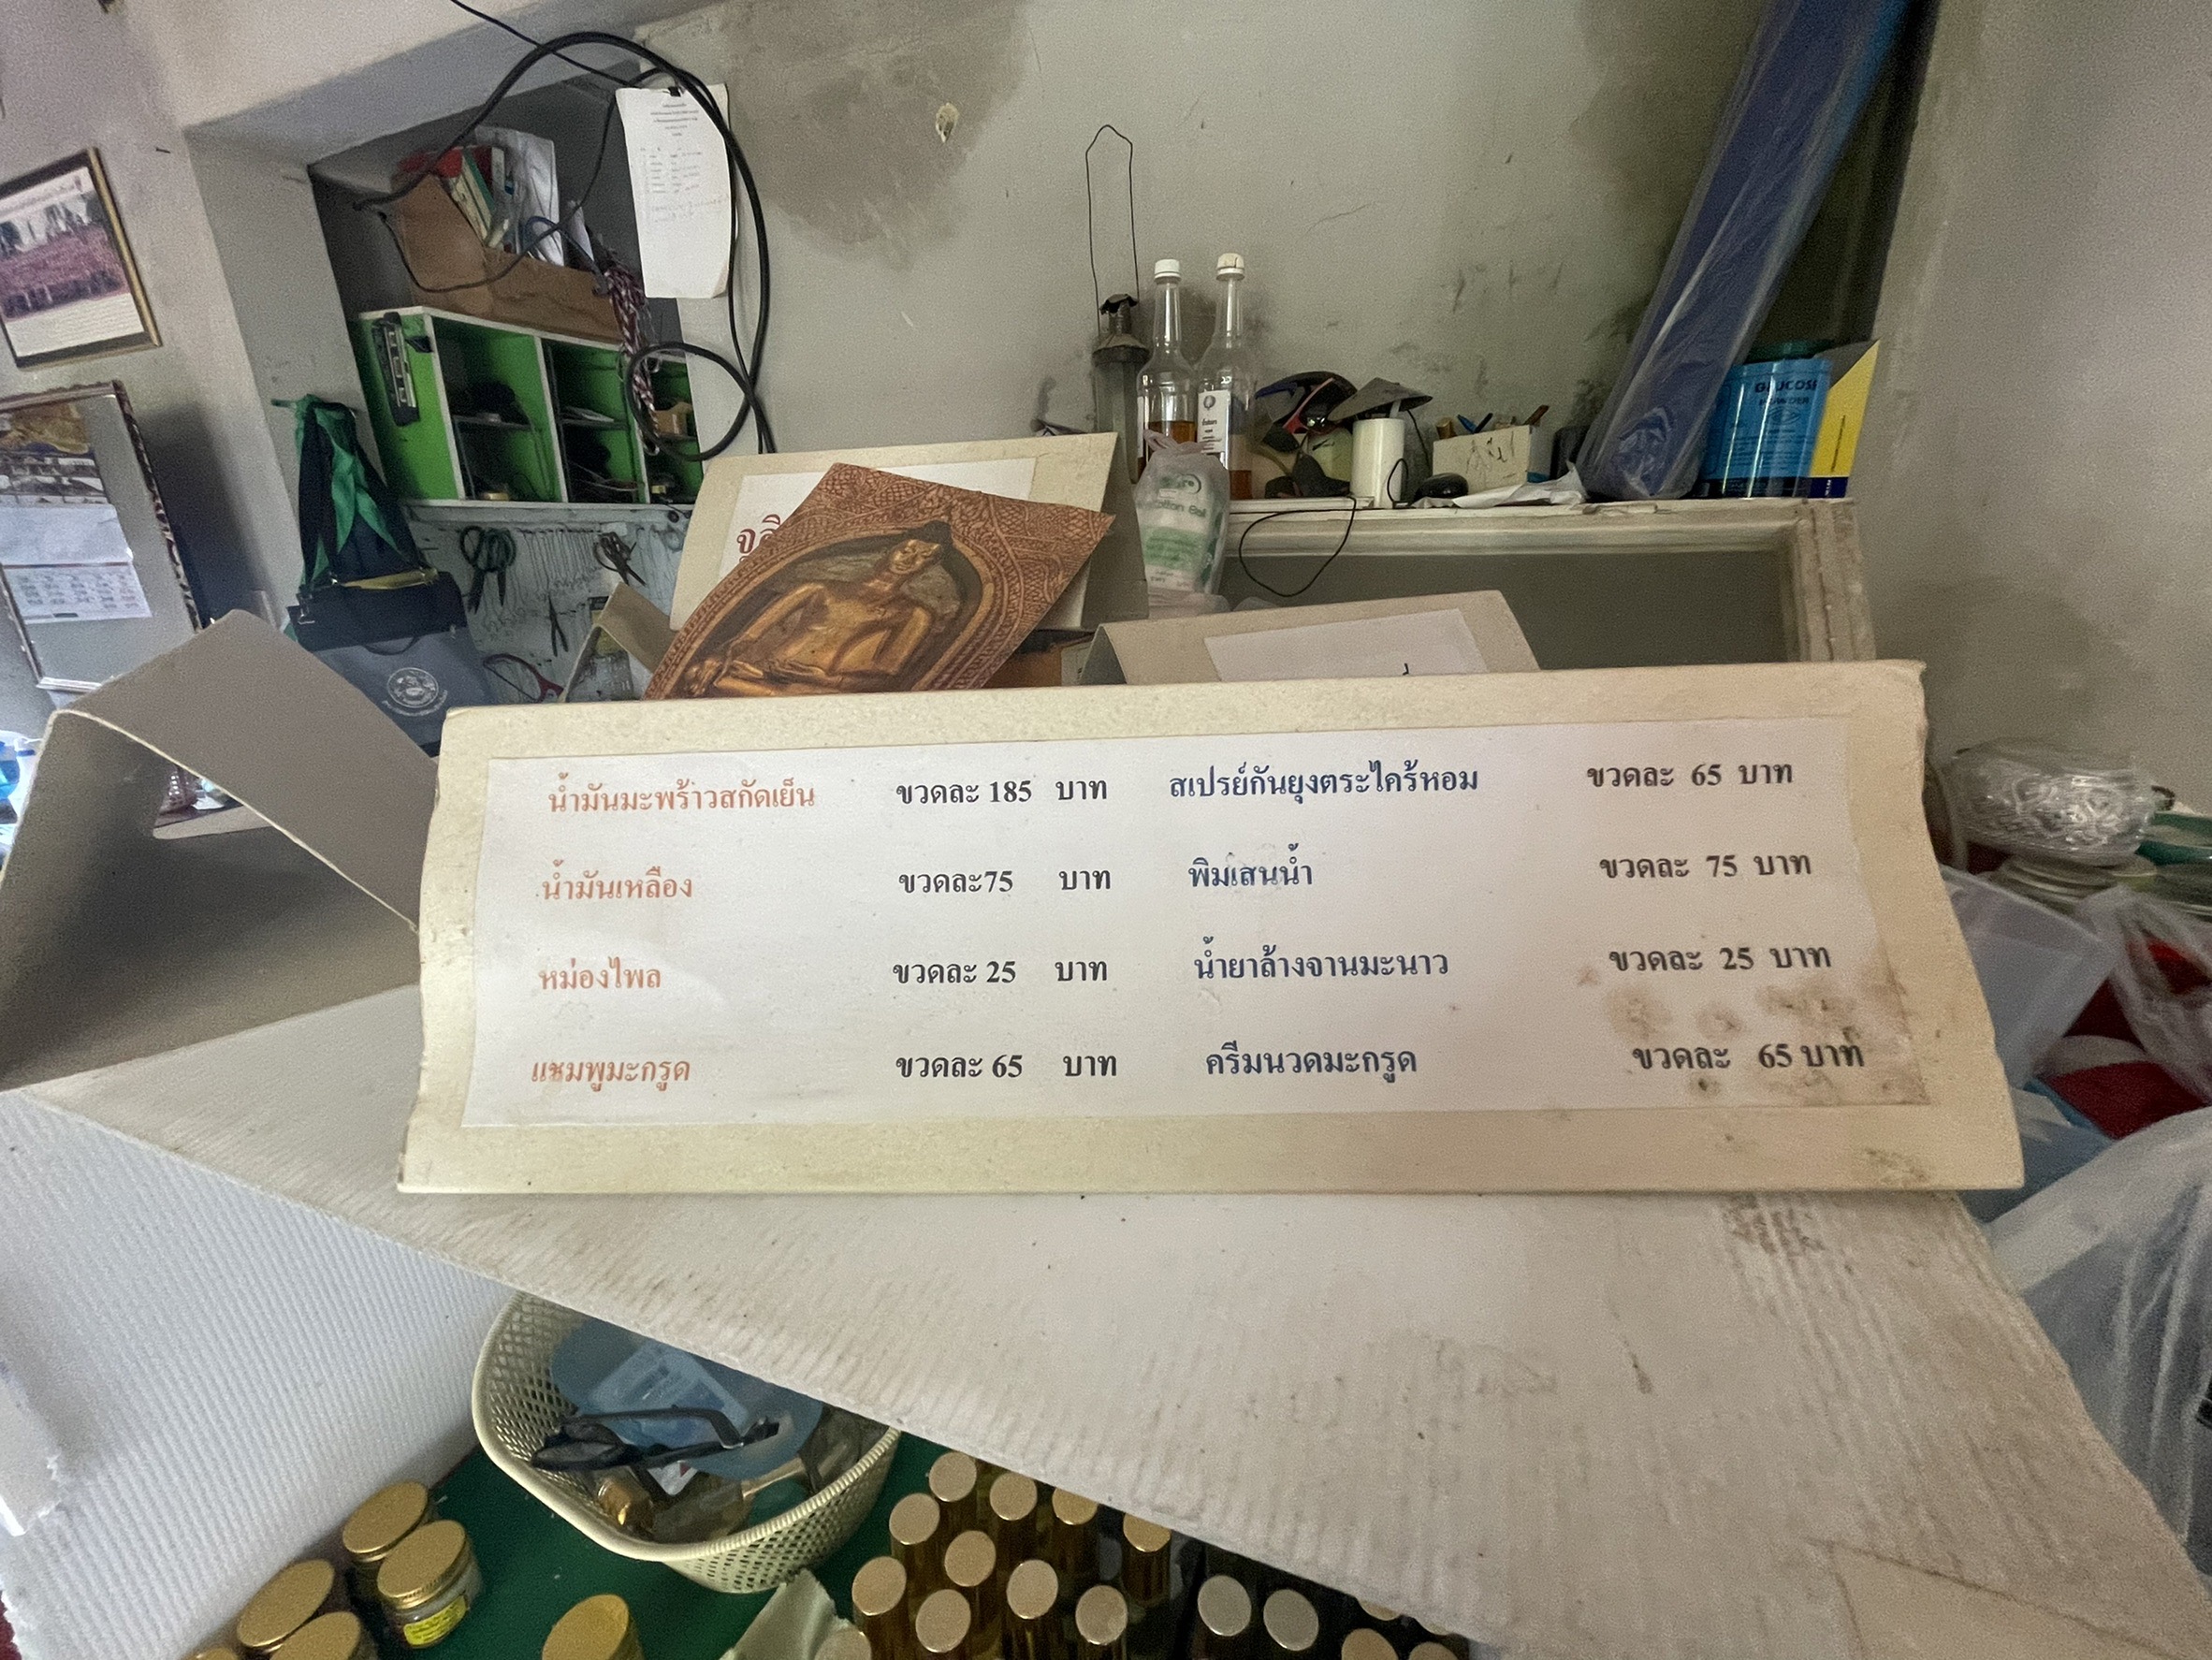 GLUCOSE
POWDER
จุ
น้ำมันมะพร้าวสกัดเย็น ขวดละ 185 บาท สเปรย์กันยุงตระไคร้หอม ขวดละ 65 บาท
น้ำมันเหลือง ขวดละ75 บาท พิมเสนน้ำ ขวดละ 75 บาท
หม่องไพล ขวดละ 25 บาท น้ำยาล้างจานมะนาว ขวดละ 25 บาท
แชมพูมะกรูด ขวดละ 65 บาท ครีมนวดมะกรูด ขวดละ 65 บาท